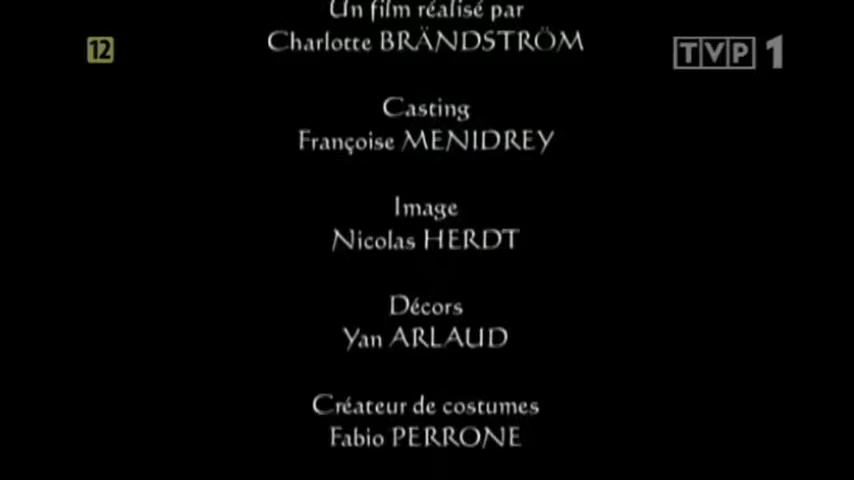 Un film réalisé par
Charlotte BRÄNDSTRÖM
12
TVP 1
Casting
Françoise MENIDREY
Image
Nicolas HERDT
Décors
Yan ARLAUD
Créateur de costumes
Fabio PERRONE